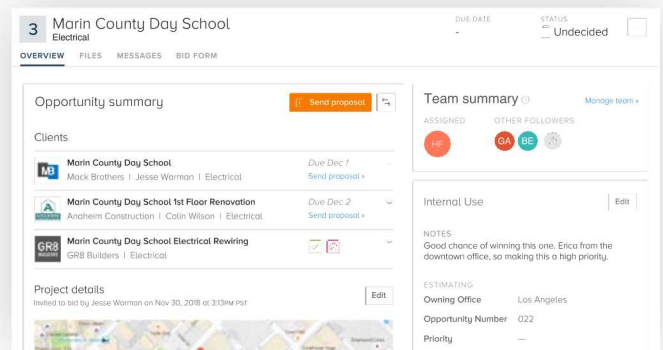 3 Marin County Day School
Electrical
DUE DATE
-
STATUS
Undecided
OVERVIEW FILES MESSAGES BID FORM
Opportunity summary
Send proposal
Clients
MB
Marin County Day School
Mack Brothers | Jesse Warman | Electrical
Due Dec 1
Send proposal »
Marin County Day School 1st Floor Renovation
Anaheim Construction | Colin Wilson | Electrical
Due Dec 2
Send proposal »
GR8
BUILDERS
Marin County Day School Electrical Rewiring
GR8 Builders | Electrical
Project details
Invited to bid by Jesse Warman on Nov 30, 2018 at 3:13PM PST
Edit
Team summary
Manage team »
ASSIGNED OTHER FOLLOWERS
HF GA BE
Internal Use
Edit
NOTES
Good chance of winning this one. Erica from the
downtown office, so making this a high priority.
ESTIMATING
Owning Office Los Angeles
Opportunity Number 022
Priority —